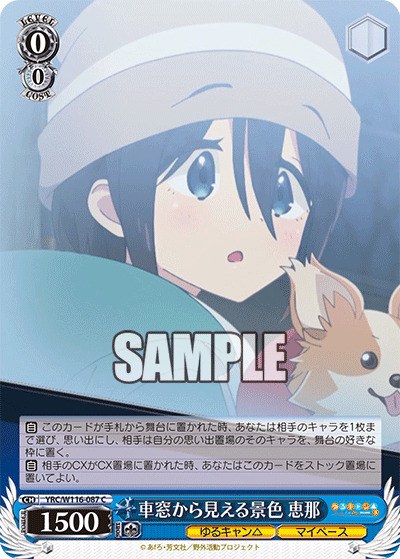 LEVEL
0
0
COST
SAMPLE
自 このカードが手札から舞台に置かれた時、あなたは相手のキャラを1枚まで選び、思い出にし、相手は自分の思い出置場のそのキャラを、舞台の好きな枠に置く。
自 相手のCXがCX置場に置かれた時、あなたはこのカードをストック置場に置いてよい。
CH YRC/W116-087 C
POWER
1500
車窓から見える景色 恵那
ゆるキャン△
マイペース
©あfろ・芳文社／野外活動プロジェクト